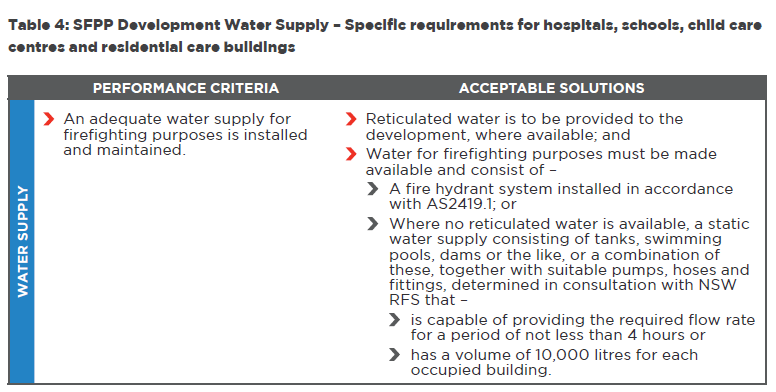 Table 4: SFPP Development Water Supply – Specific requirements for hospitals, schools, child care
centres and residential care buildings
PERFORMANCE CRITERIA
ACCEPTABLE SOLUTIONS
WATER SUPPLY
An adequate water supply for
firefighting purposes is installed
and maintained.
Reticulated water is to be provided to the
development, where available; and
Water for firefighting purposes must be made
available and consist of –
A fire hydrant system installed in accordance
with AS2419.1; or
Where no reticulated water is available, a static
water supply consisting of tanks, swimming
pools, dams or the like, or a combination of
these, together with suitable pumps, hoses and
fittings, determined in consultation with NSW
RFS that –
is capable of providing the required flow rate
for a period of not less than 4 hours or
has a volume of 10,000 litres for each
occupied building.